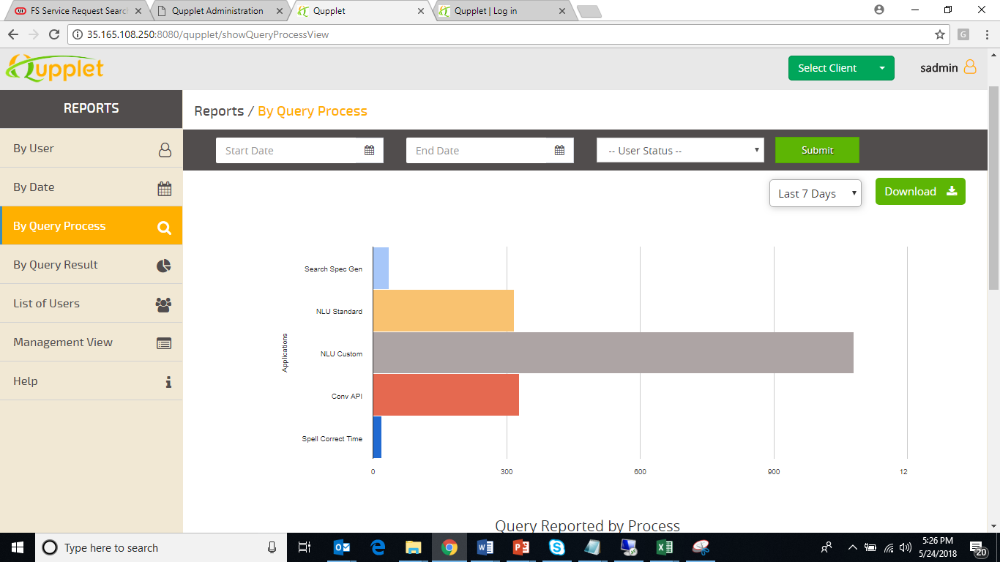 FS Service Request Searc
Qupplet Administration
Qupplet
Qupplet | Log in
35.165.108.250:8080/qupplet/showQueryProcessView
G
Qupplet
Select Client
sadmin
REPORTS
Reports / By Query Process
By User
Start Date
End Date
-- User Status --
Submit
By Date
Last 7 Days
Download
By Query Process
By Query Result
List of Users
Management View
Help
Search Spec Gen
NLU Standard
NLU Custom
Conv API
Spell Correct Time
Applications
0 300 600 900 12
Query Reported by Process
Type here to search
5:26 PM
5/24/2018
20